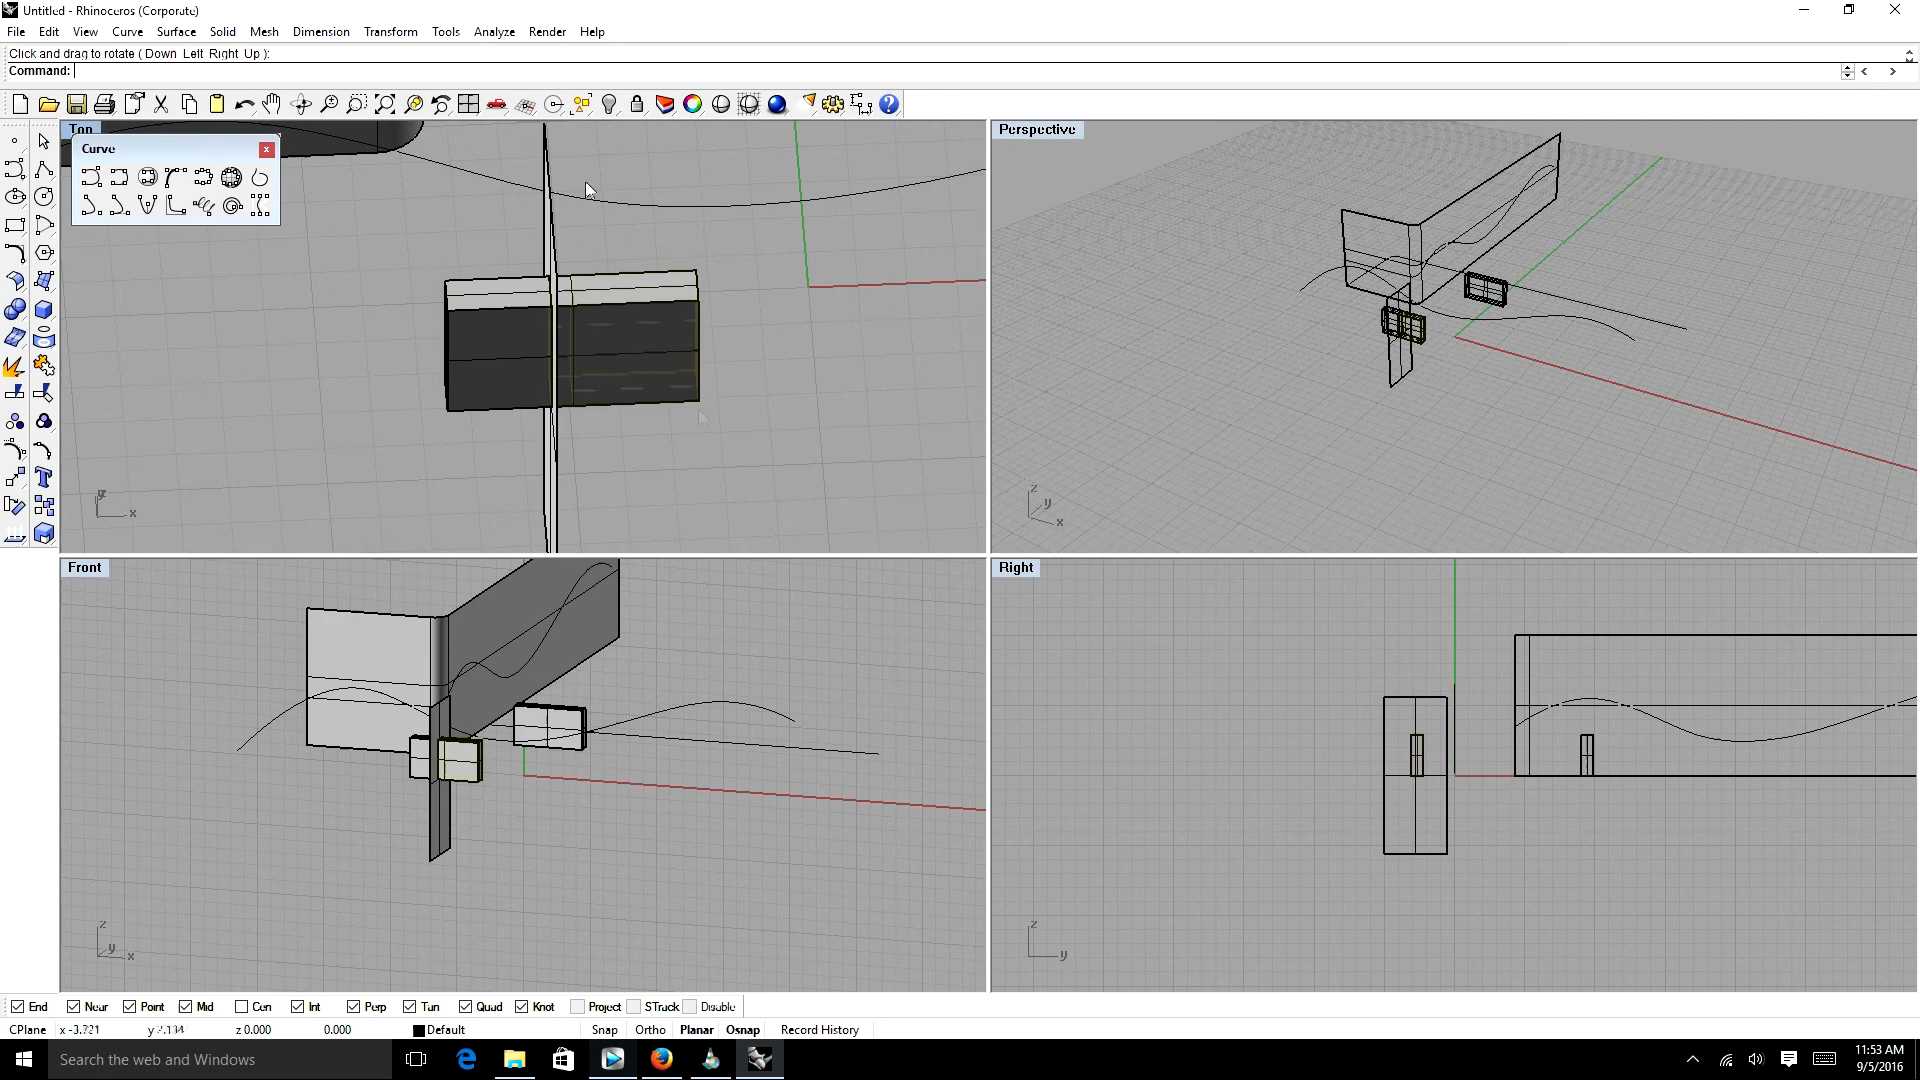 Untitled - Rhinoceros (Corporate)
File Edit View Curve Surface Solid Mesh Dimension Transform Tools Analyze Render Help
Click and drag to rotate ( Down Left Right Up ):
Command:
Top
Perspective
Curve
x
z
y
x
Front
Right
z
y
x
z
y
End Near Point Mid Cen Int Perp Tan Quad Knot Project STrack Disable
CPlane x -3.721 z 0.000 0.000 Default Snap Ortho Planar Osnap Record History
Search the web and Windows
11:53 AM
9/5/2016